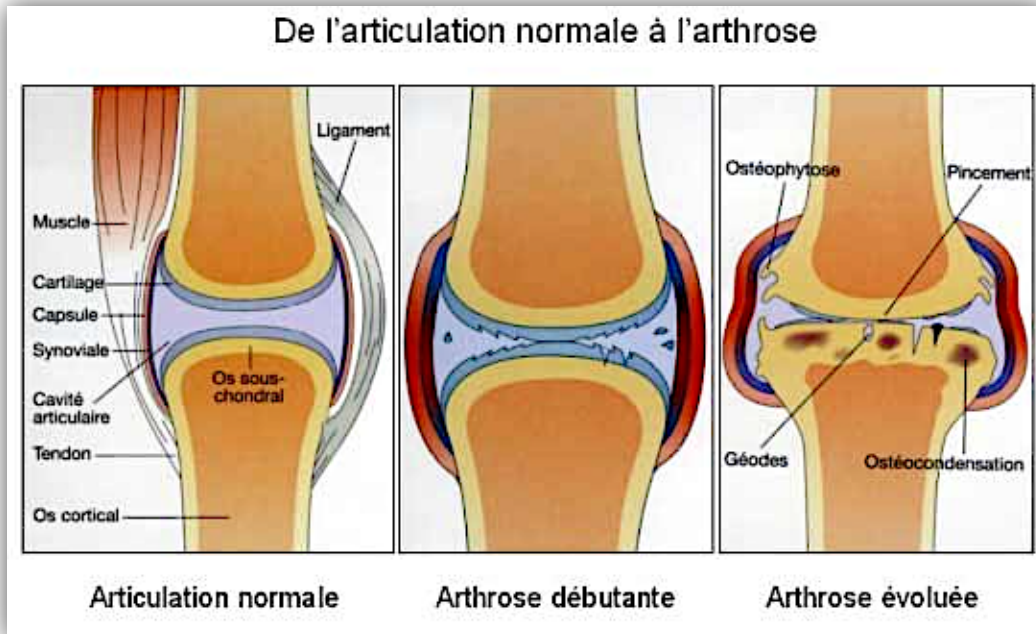 De l'articulation normale à l'arthrose
Ligament
Muscle
Cartilage
Capsule
Synoviale
Cavité
articulaire
Tendon
Os cortical
Os sous-
chondral
Ostéophytose
Pincement
Géodes
Ostéocondensation
Articulation normale
Arthrose débutante
Arthrose évoluée